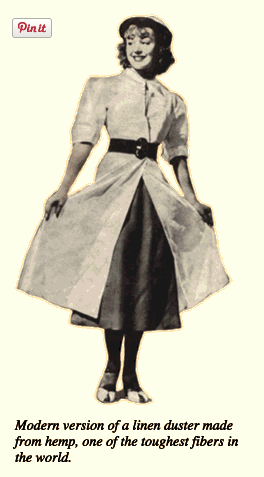 Pin it
Modern version of a linen duster made
from hemp, one of the toughest fibers in
the world.